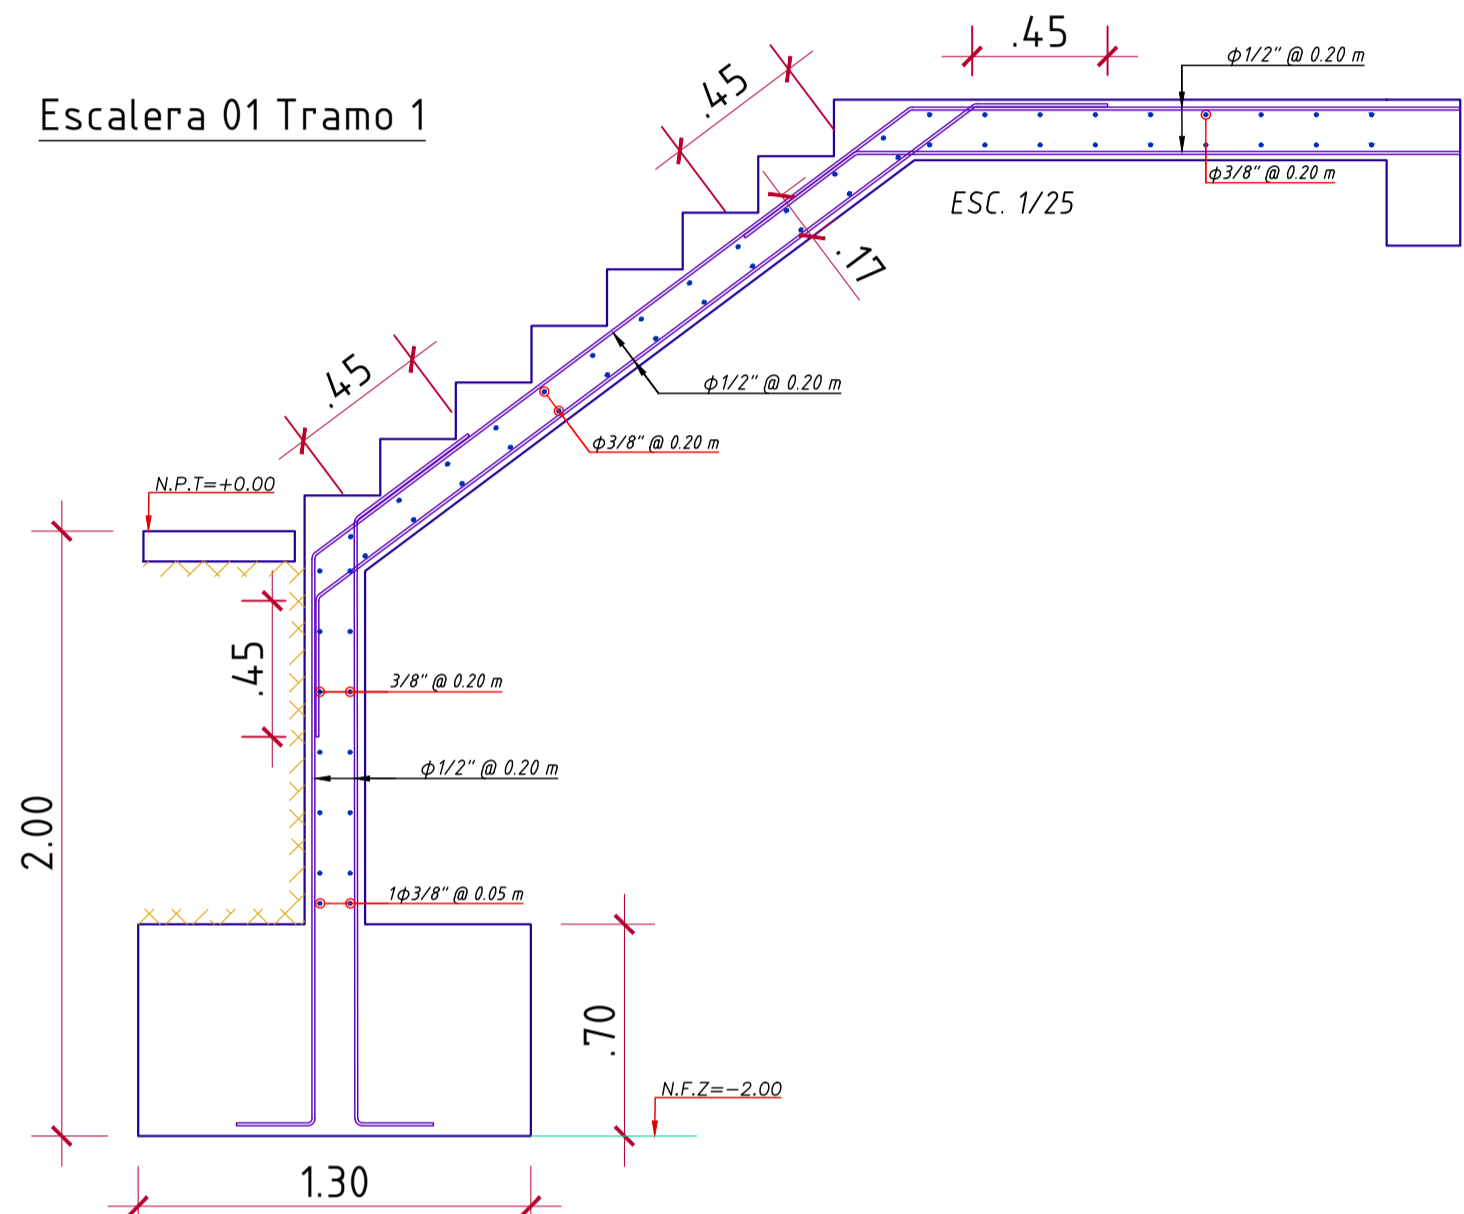 .45
ϕ1/2" @ 0.20 m
.45
Escalera 01 Tramo 1
ϕ3/8" @ 0.20 m
ESC. 1/25
.17
.45
ϕ1/2" @ 0.20 m
ϕ3/8" @ 0.20 m
N.P.T=+0.00
.45
3/8" @ 0.20 m
ϕ1/2" @ 0.20 m
2.00
1ϕ3/8" @ 0.05 m
.70
N.F.Z=-2.00
1.30